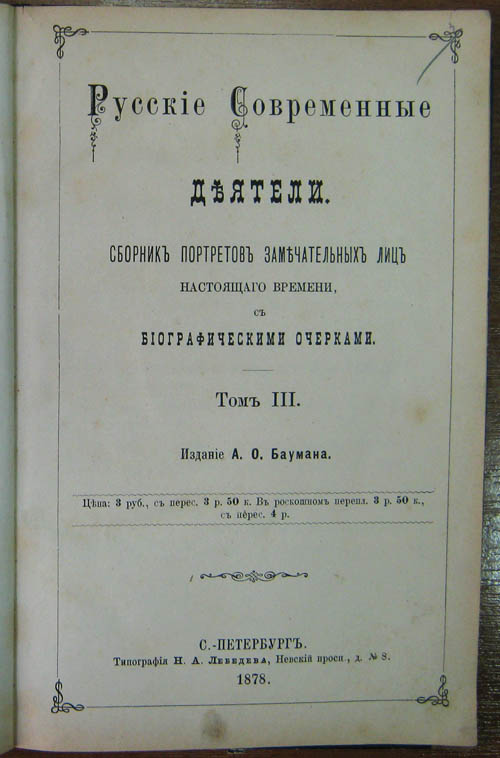 Русскіе Современные
ДѢЯТЕЛИ.
СБОРНИКЪ ПОРТРЕТОВЪ ЗАМѢЧАТЕЛЬНЫХЪ ЛИЦЪ
НАСТОЯЩАГО ВРЕМЕНИ,
СЪ
БІОГРАФИЧЕСКИМИ ОЧЕРКАМИ.
Томъ III.
Изданіе А. О. Баумана.
Цѣна: 3 руб., съ перес. 3 р. 50 к. Въ роскошномъ перепл. 3 р. 50 к.,
съ перес. 4 р.
С.-ПЕТЕРБУРГЪ.
Типографія Н. А. Лебедева, Невскій просп., д. № 8.
1878.